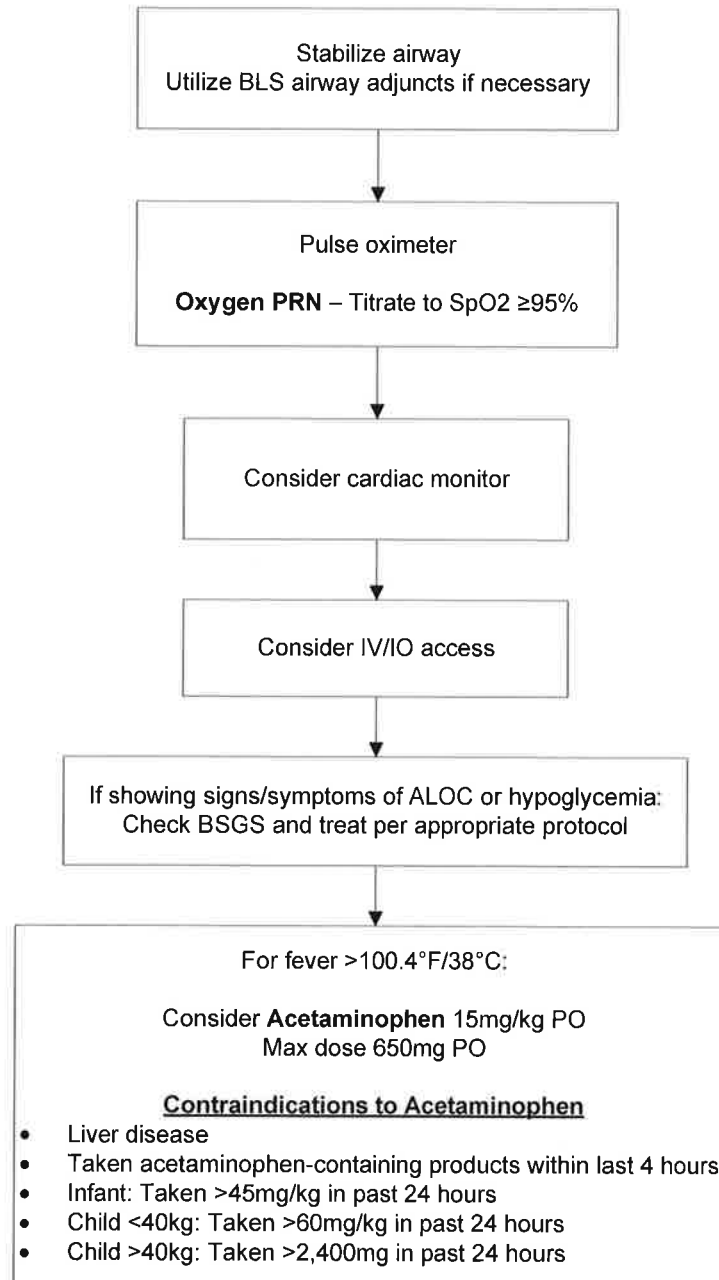 Stabilize airway
Utilize BLS airway adjuncts if necessary
Pulse oximeter
Oxygen PRN – Titrate to SpO2 ≥95%
Consider cardiac monitor
Consider IV/IO access
If showing signs/symptoms of ALOC or hypoglycemia:
Check BSGS and treat per appropriate protocol
For fever >100.4°F/38°C:
Consider Acetaminophen 15mg/kg PO
Max dose 650mg PO
Contraindications to Acetaminophen
• Liver disease
• Taken acetaminophen-containing products within last 4 hours
• Infant: Taken >45mg/kg in past 24 hours
• Child <40kg: Taken >60mg/kg in past 24 hours
• Child >40kg: Taken >2,400mg in past 24 hours